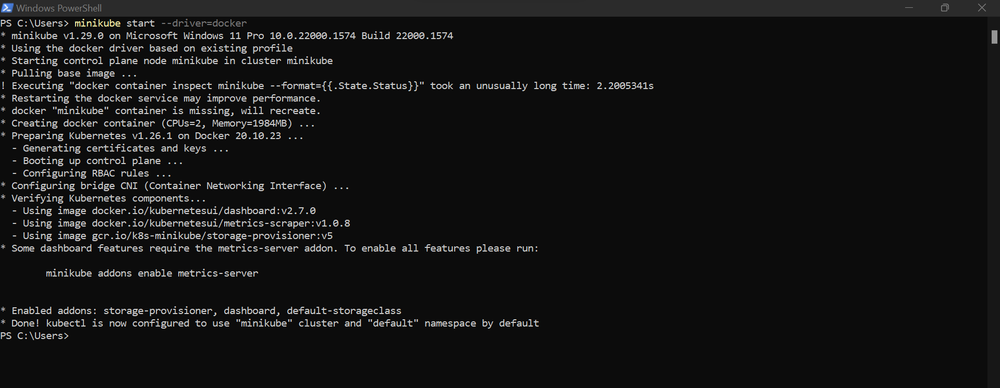 Windows PowerShell
PS C:\Users> minikube start --driver=docker
* minikube v1.29.0 on Microsoft Windows 11 Pro 10.0.22000.1574 Build 22000.1574
* Using the docker driver based on existing profile
* Starting control plane node minikube in cluster minikube
* Pulling base image ...
! Executing "docker container inspect minikube --format={{.State.Status}}" took an unusually long time: 2.2005341s
* Restarting the docker service may improve performance.
* docker "minikube" container is missing, will recreate.
* Creating docker container (CPUs=2, Memory=1984MB) ...
* Preparing Kubernetes v1.26.1 on Docker 20.10.23 ...
  - Generating certificates and keys ...
  - Booting up control plane ...
  - Configuring RBAC rules ...
* Configuring bridge CNI (Container Networking Interface) ...
* Verifying Kubernetes components...
  - Using image docker.io/kubernetesui/dashboard:v2.7.0
  - Using image docker.io/kubernetesui/metrics-scraper:v1.0.8
  - Using image gcr.io/k8s-minikube/storage-provisioner:v5
* Some dashboard features require the metrics-server addon. To enable all features please run:
        minikube addons enable metrics-server
* Enabled addons: storage-provisioner, dashboard, default-storageclass
* Done! kubectl is now configured to use "minikube" cluster and "default" namespace by default
PS C:\Users>